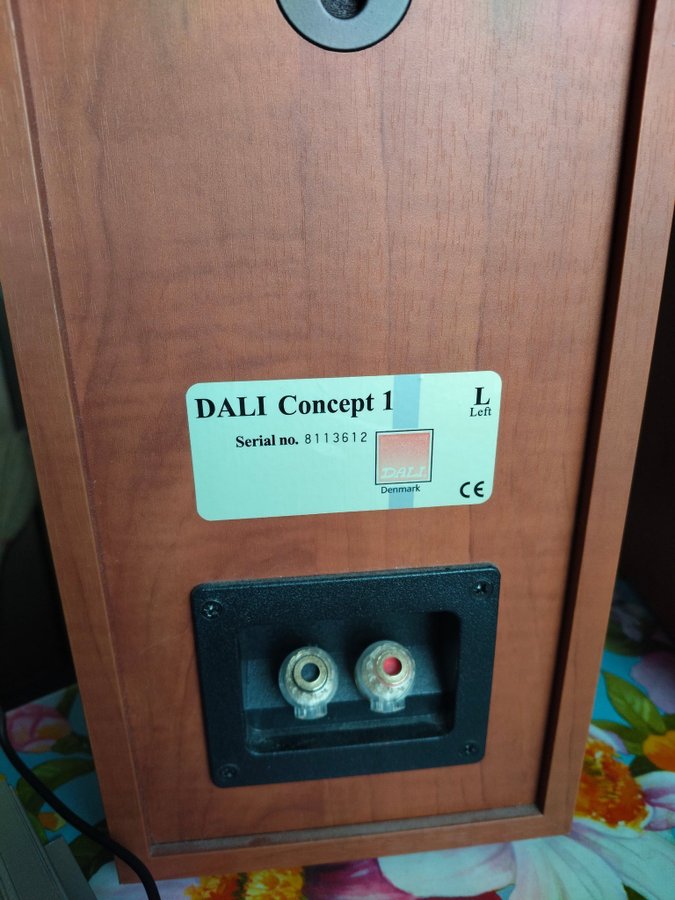 DALI Concept 1
L
Left
Serial no. 8113612
DALI
Denmark
CE